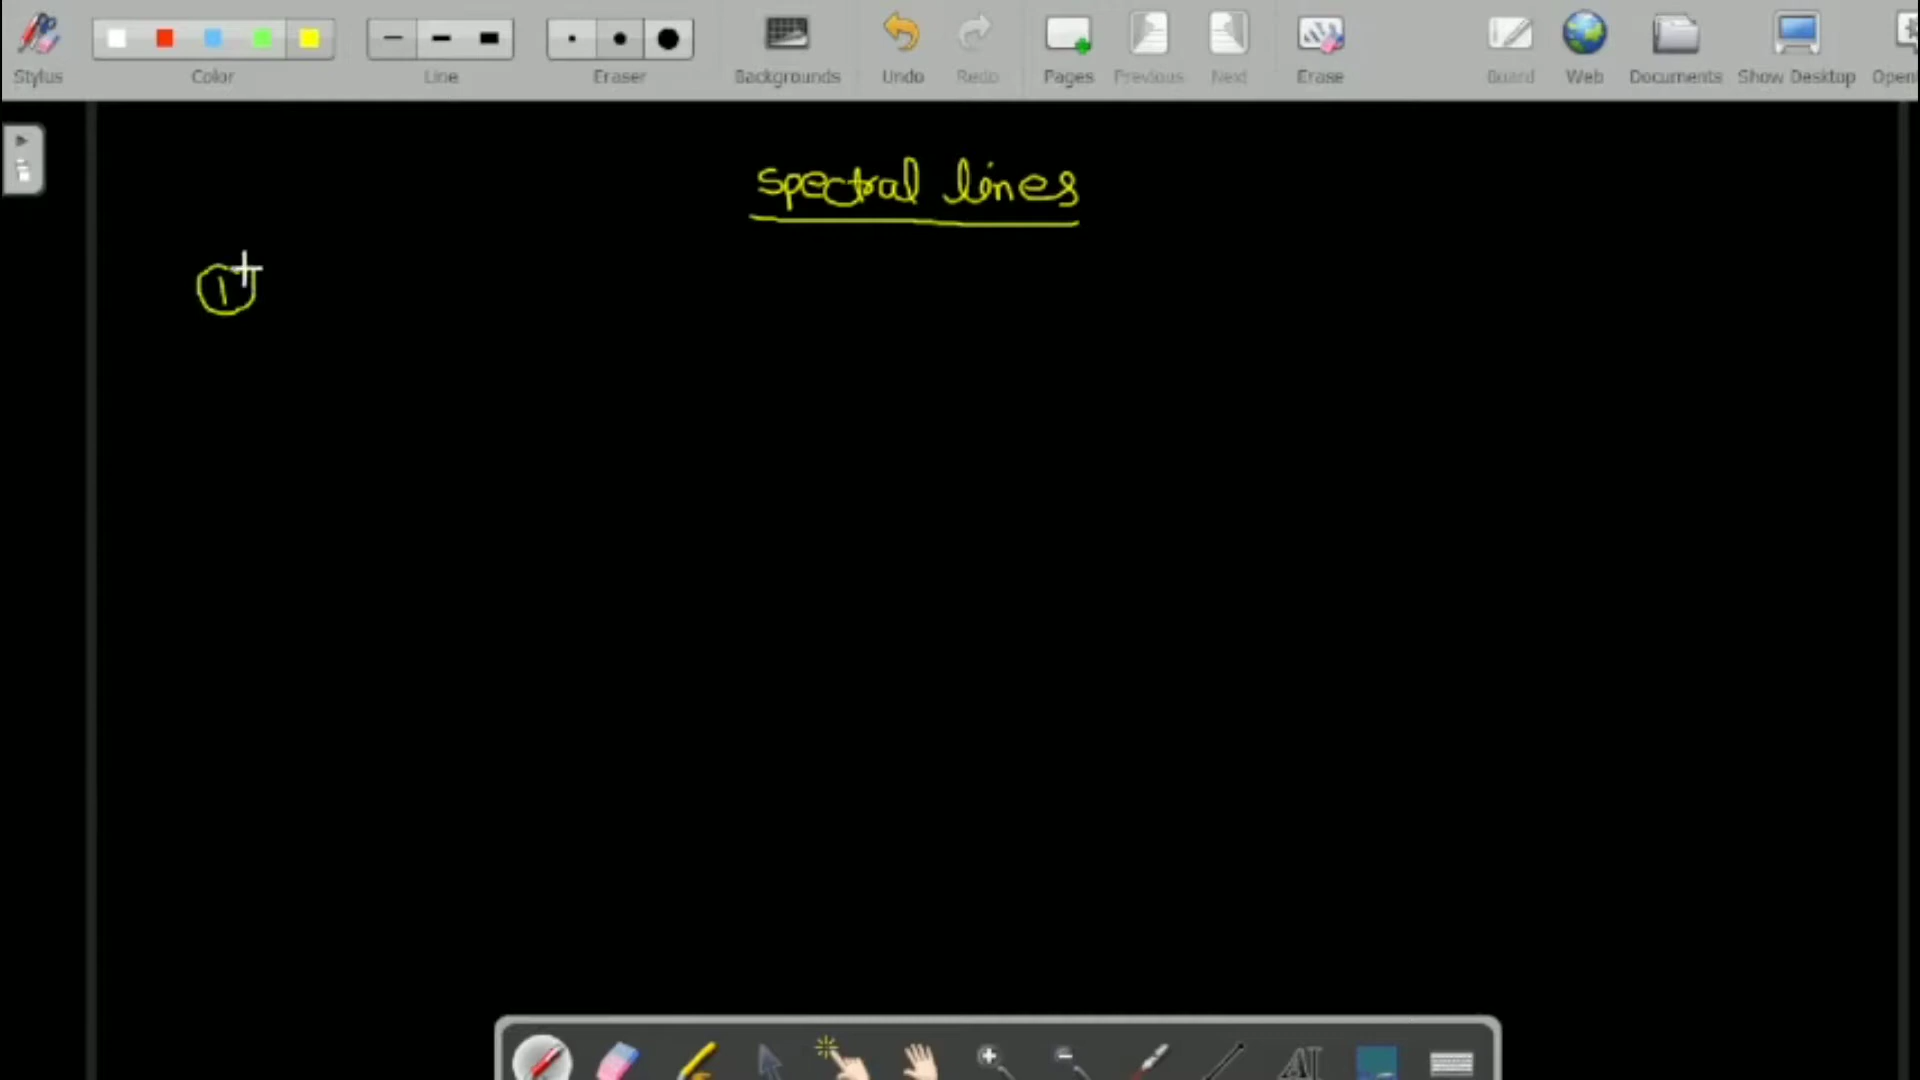 Stylus Color Line Eraser Backgrounds Undo Redo Pages Previous Next Erase Board Web Documents Show Desktop
spectral lines
1